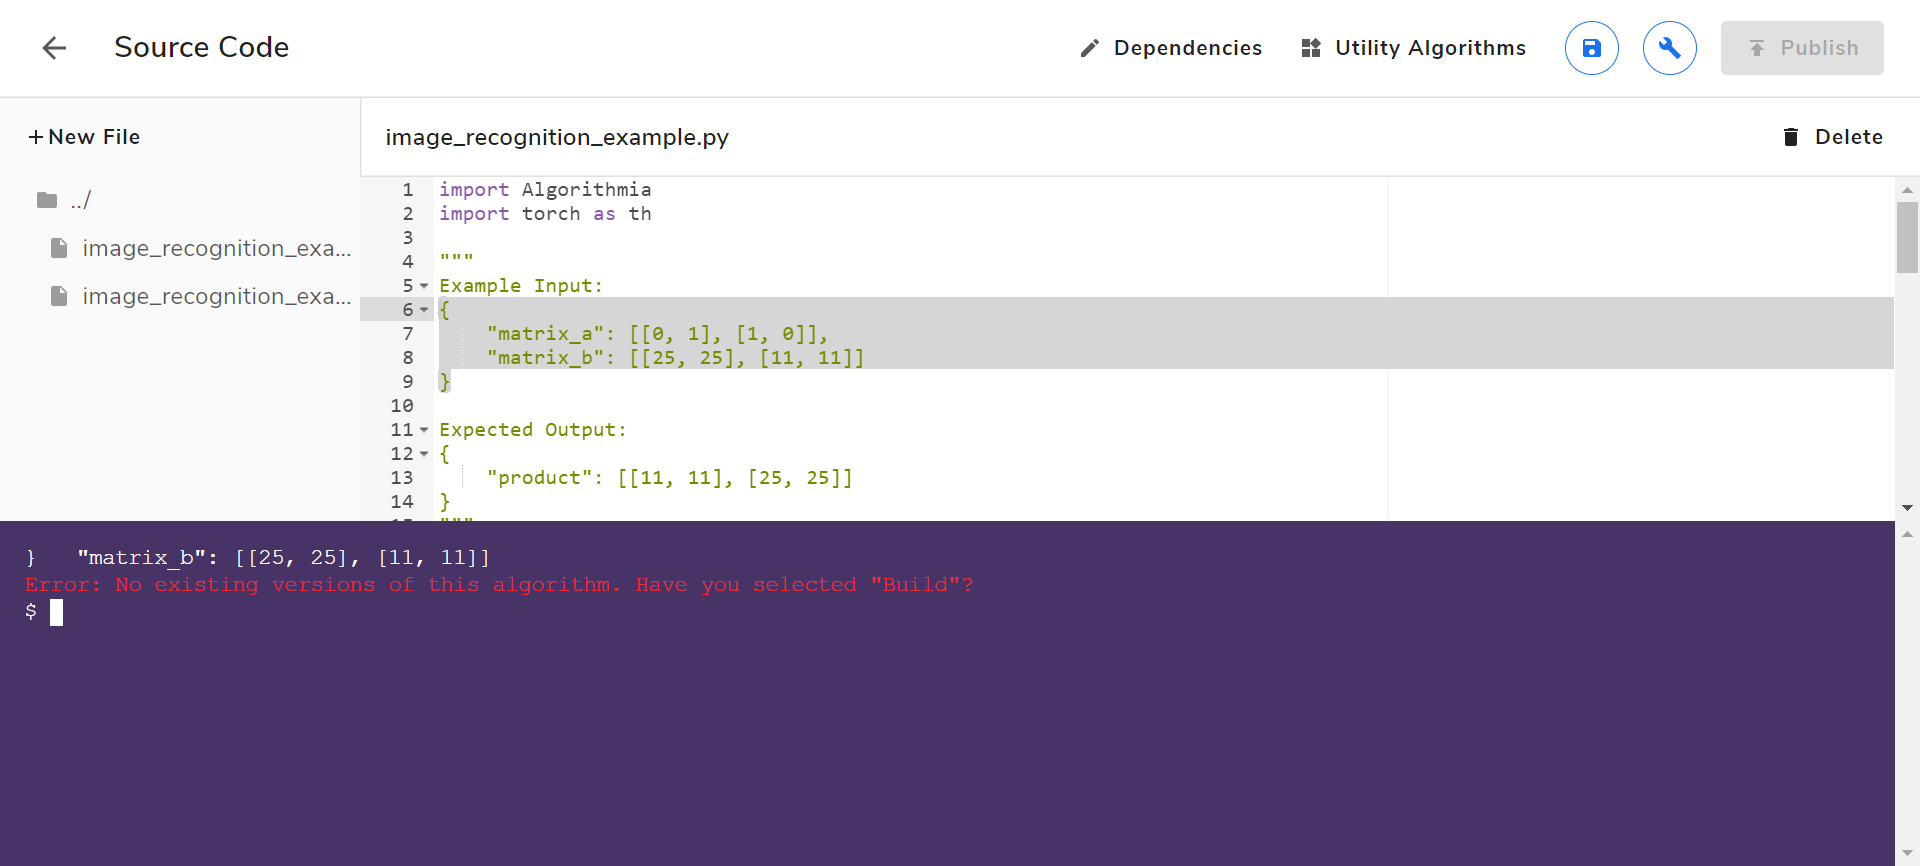 Source Code
Dependencies
Utility Algorithms
Publish
+ New File
../
image_recognition_exa...
image_recognition_exa...
image_recognition_example.py
Delete
1 import Algorithmia
2 import torch as th
3
4 """
5 Example Input:
6 {
7     "matrix_a": [[0, 1], [1, 0]],
8     "matrix_b": [[25, 25], [11, 11]]
9 }
10
11 Expected Output:
12 {
13     "product": [[11, 11], [25, 25]]
14 }
15 """
}   "matrix_b": [[25, 25], [11, 11]]
Error: No existing versions of this algorithm. Have you selected "Build"?
$